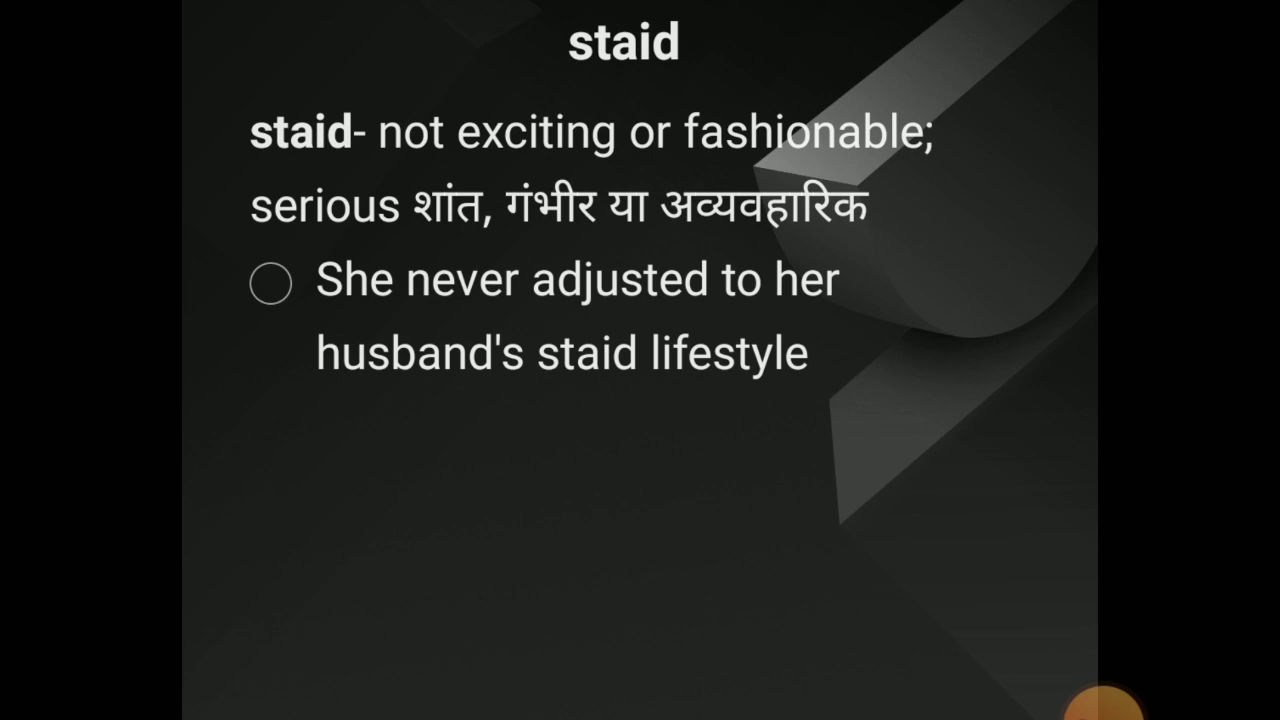 staid
staid- not exciting or fashionable;
serious शांत, गंभीर या अव्यवहारिक
She never adjusted to her
husband's staid lifestyle